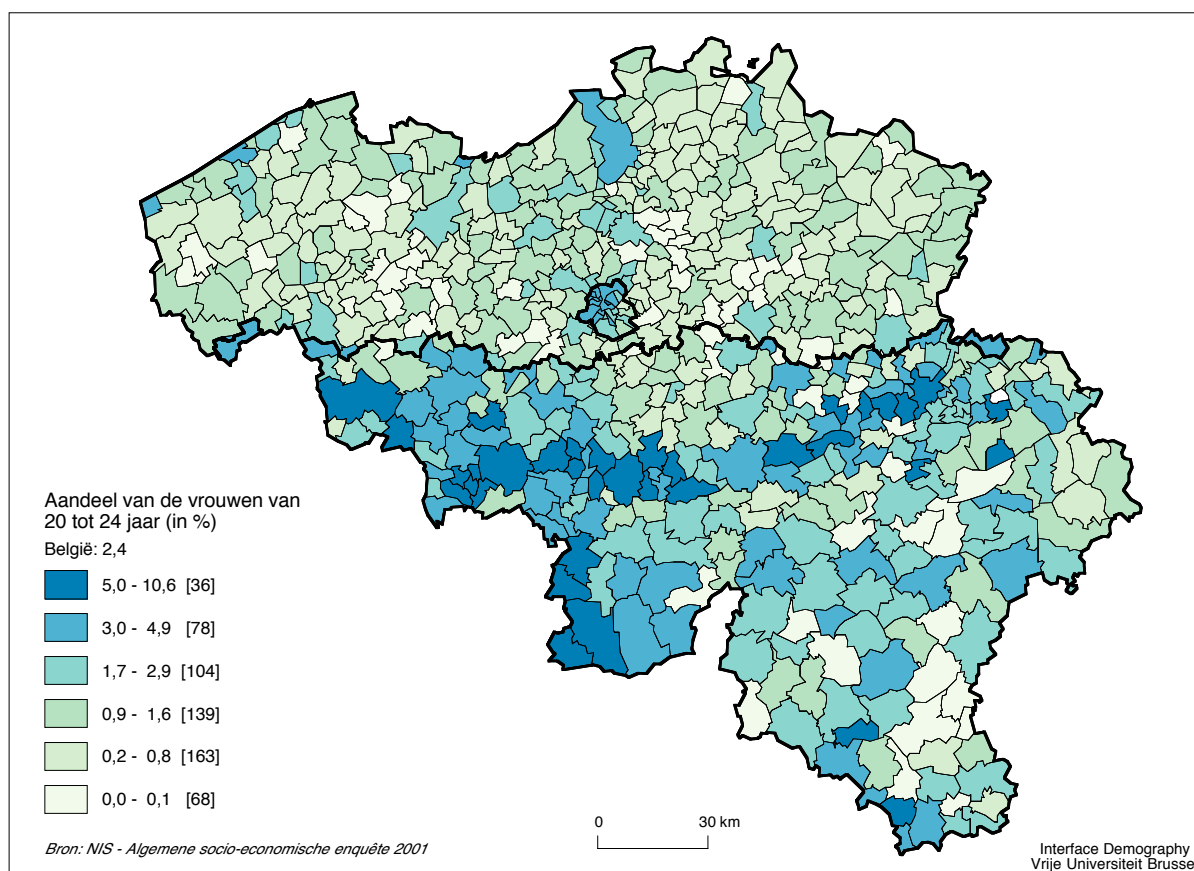 Aandeel van de vrouwen van
20 tot 24 jaar (in %)
België: 2,4
5,0 - 10,6 [36]
3,0 - 4,9 [78]
1,7 - 2,9 [104]
0,9 - 1,6 [139]
0,2 - 0,8 [163]
0,0 - 0,1 [68]
0 30 km
Bron: NIS - Algemene socio-economische enquête 2001
Interface Demography
Vrije Universiteit Brusse